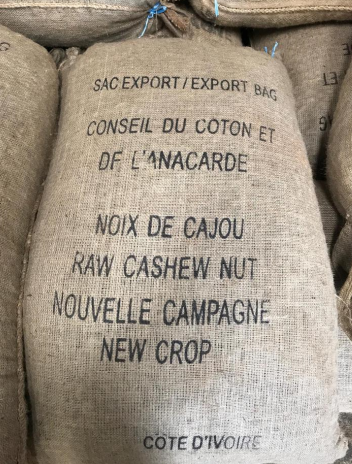 SAC EXPORT / EXPORT BAG
CONSEIL DU COTON ET
DE L'ANACARDE
NOIX DE CAJOU
RAW CASHEW NUT
NOUVELLE CAMPAGNE
NEW CROP
CÔTE D'IVOIRE